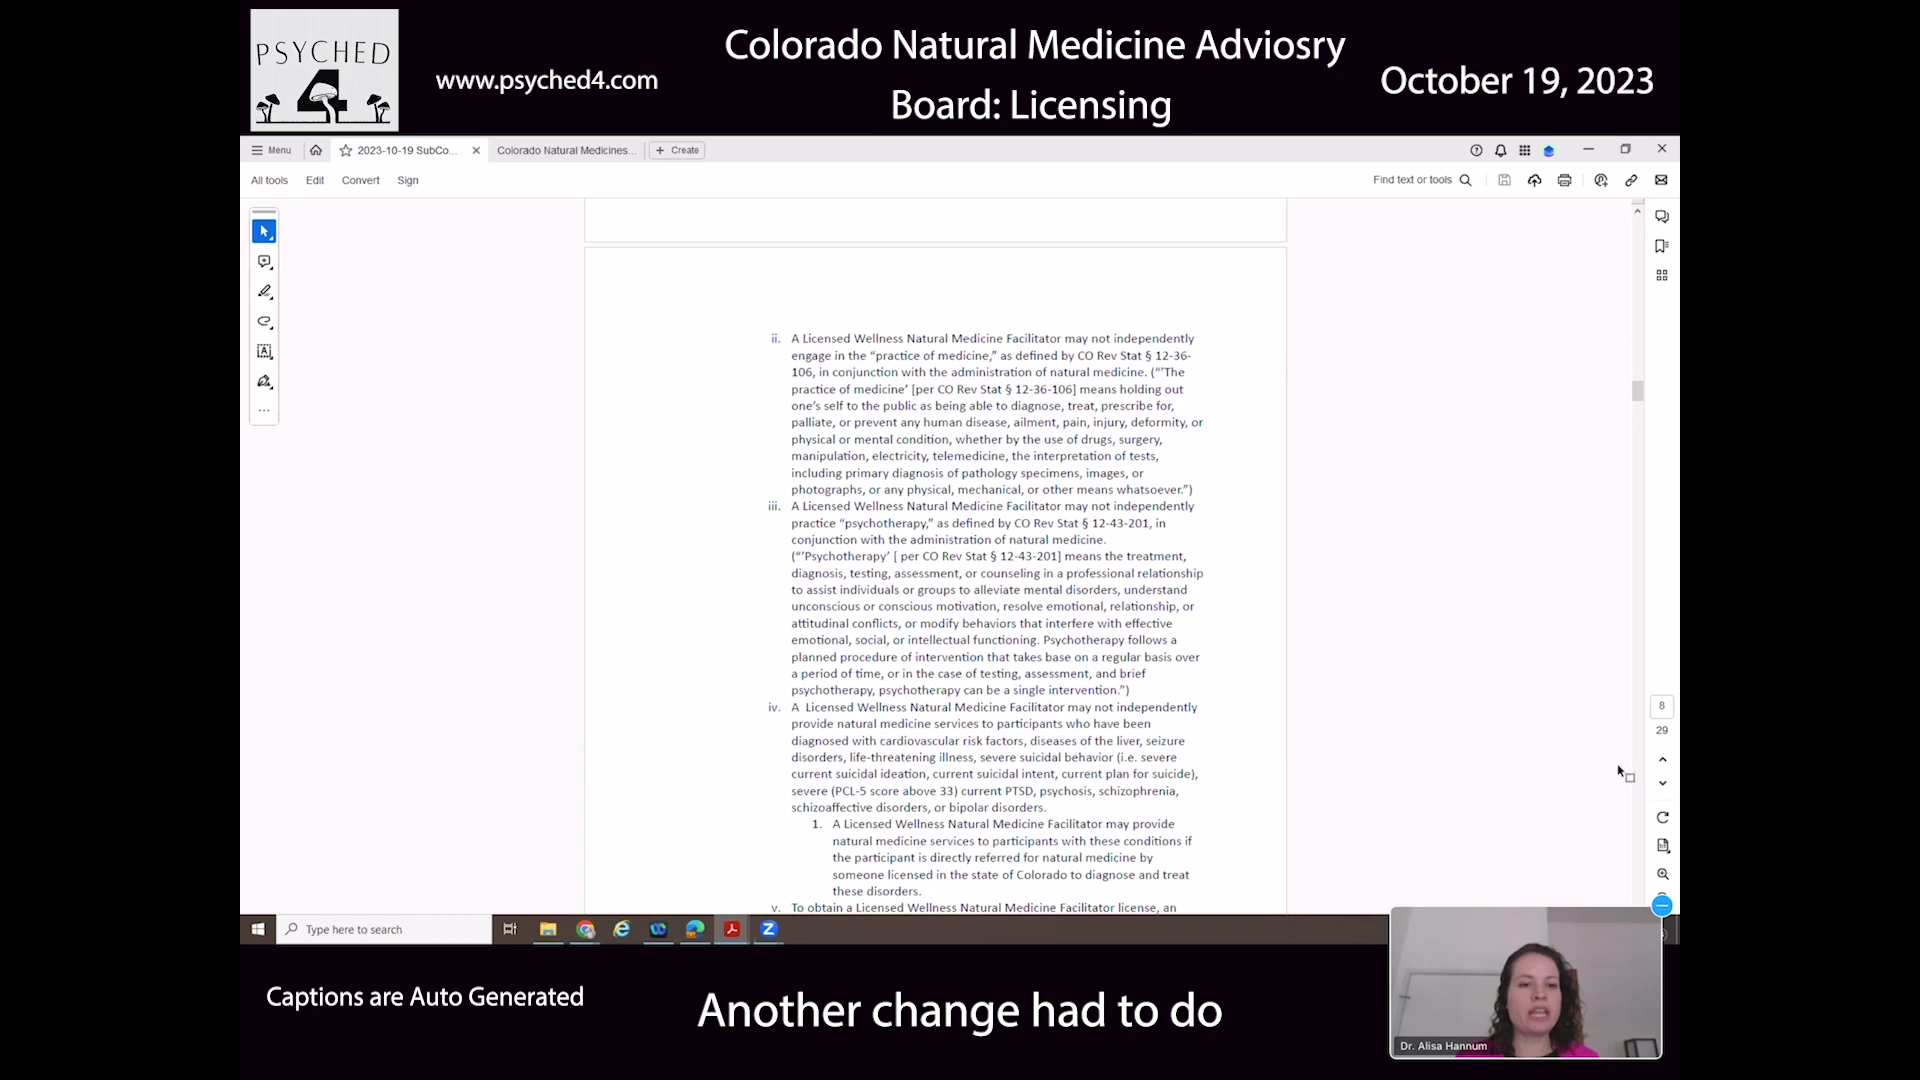 PSYCHED
4
www.psyched4.com
Colorado Natural Medicine Adviosry
Board: Licensing
October 19, 2023
Menu
2023-10-19 SubCo...
Colorado Natural Medicines...
+ Create
All tools
Edit
Convert
Sign
Find text or tools
ii. A Licensed Wellness Natural Medicine Facilitator may not independently
engage in the “practice of medicine,” as defined by CO Rev Stat § 12-36-
106, in conjunction with the administration of natural medicine. (“’The
practice of medicine’ [per CO Rev Stat § 12-36-106] means holding out
one’s self to the public as being able to diagnose, treat, prescribe for,
palliate, or prevent any human disease, ailment, pain, injury, deformity, or
physical or mental condition, whether by the use of drugs, surgery,
manipulation, electricity, telemedicine, the interpretation of tests,
including primary diagnosis of pathology specimens, images, or
photographs, or any physical, mechanical, or other means whatsoever.”)
iii. A Licensed Wellness Natural Medicine Facilitator may not independently
practice “psychotherapy,” as defined by CO Rev Stat § 12-43-201, in
conjunction with the administration of natural medicine.
(“’Psychotherapy’ [ per CO Rev Stat § 12-43-201] means the treatment,
diagnosis, testing, assessment, or counseling in a professional relationship
to assist individuals or groups to alleviate mental disorders, understand
unconscious or conscious motivation, resolve emotional, relationship, or
attitudinal conflicts, or modify behaviors that interfere with effective
emotional, social, or intellectual functioning. Psychotherapy follows a
planned procedure of intervention that takes base on a regular basis over
a period of time, or in the case of testing, assessment, and brief
psychotherapy, psychotherapy can be a single intervention.”)
iv. A Licensed Wellness Natural Medicine Facilitator may not independently
provide natural medicine services to participants who have been
diagnosed with cardiovascular risk factors, diseases of the liver, seizure
disorders, life-threatening illness, severe suicidal behavior (i.e. severe
current suicidal ideation, current suicidal intent, current plan for suicide),
severe (PCL-5 score above 33) current PTSD, psychosis, schizophrenia,
schizoaffective disorders, or bipolar disorders.
1. A Licensed Wellness Natural Medicine Facilitator may provide
natural medicine services to participants with these conditions if
the participant is directly referred for natural medicine by
someone licensed in the state of Colorado to diagnose and treat
these disorders.
v. To obtain a Licensed Wellness Natural Medicine Facilitator license, an
8
29
Type here to search
Captions are Auto Generated
Another change had to do
Dr. Alisa Hannum